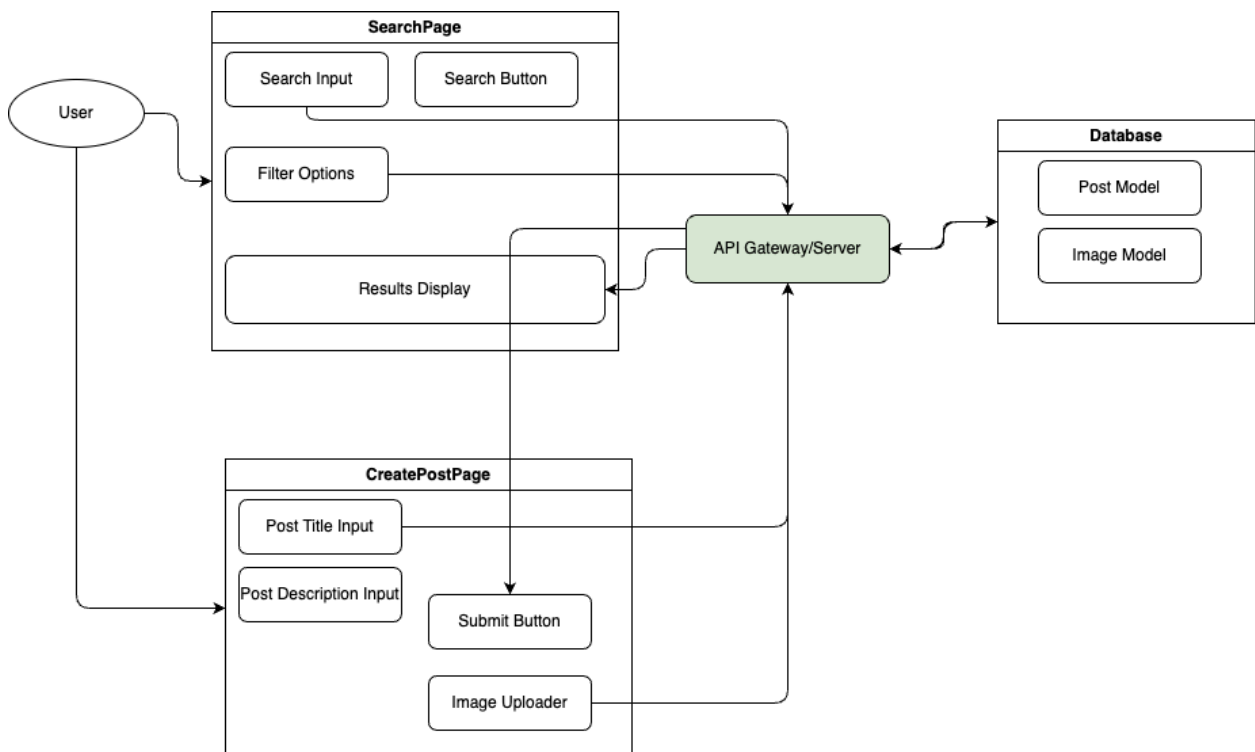 SearchPage
Search Input
Search Button
User
Filter Options
Results Display
API Gateway/Server
Database
Post Model
Image Model
CreatePostPage
Post Title Input
Post Description Input
Submit Button
Image Uploader